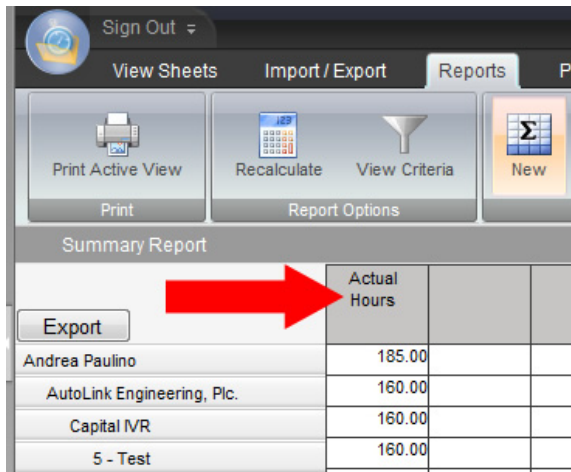 Sign Out
View Sheets Import / Export Reports P
123
Print Active View Recalculate View Criteria Σ New
Print Report Options
Summary Report
Actual
Hours
Export
Andrea Paulino 185.00
AutoLink Engineering, Plc. 160.00
Capital IVR 160.00
5 - Test 160.00